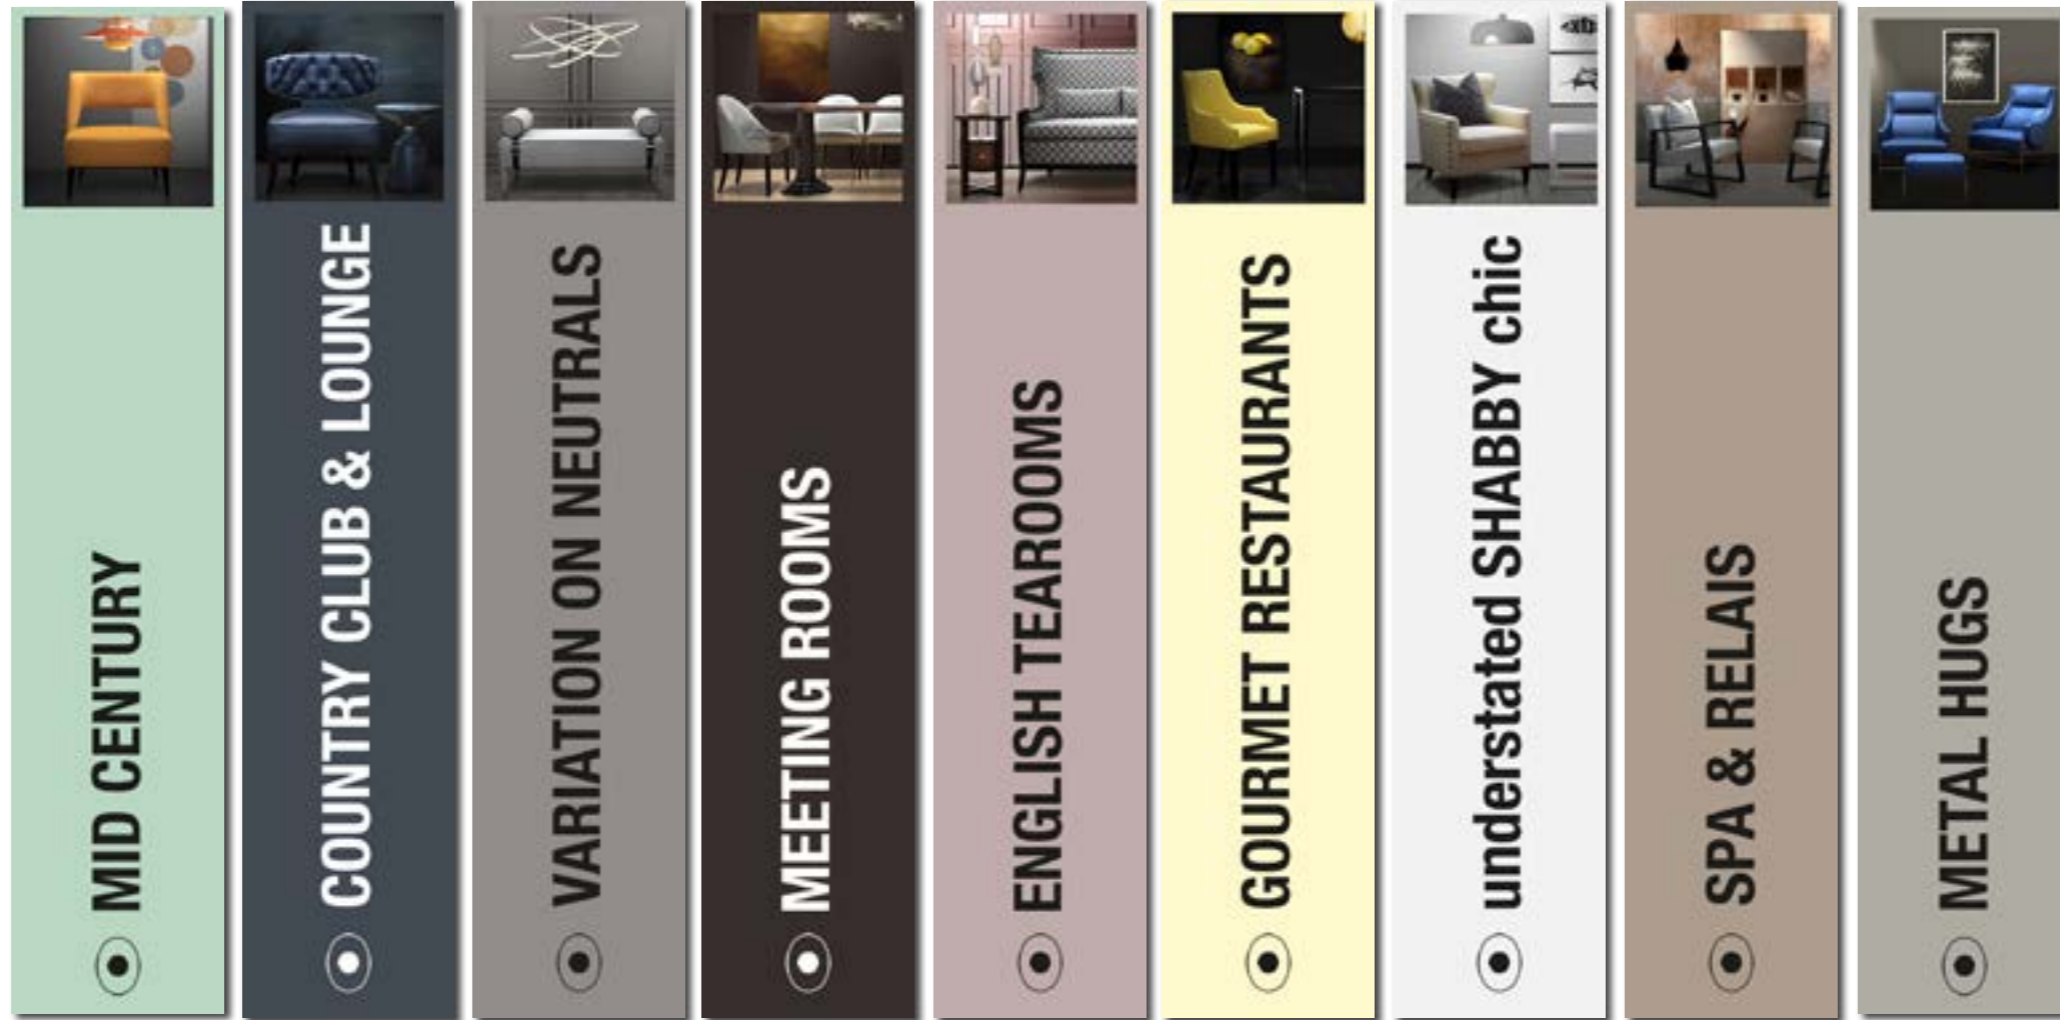 MID CENTURY
COUNTRY CLUB & LOUNGE
VARIATION ON NEUTRALS
MEETING ROOMS
ENGLISH TEAROOMS
GOURMET RESTAURANTS
understated SHABBY chic
SPA & RELAIS
METAL HUGS